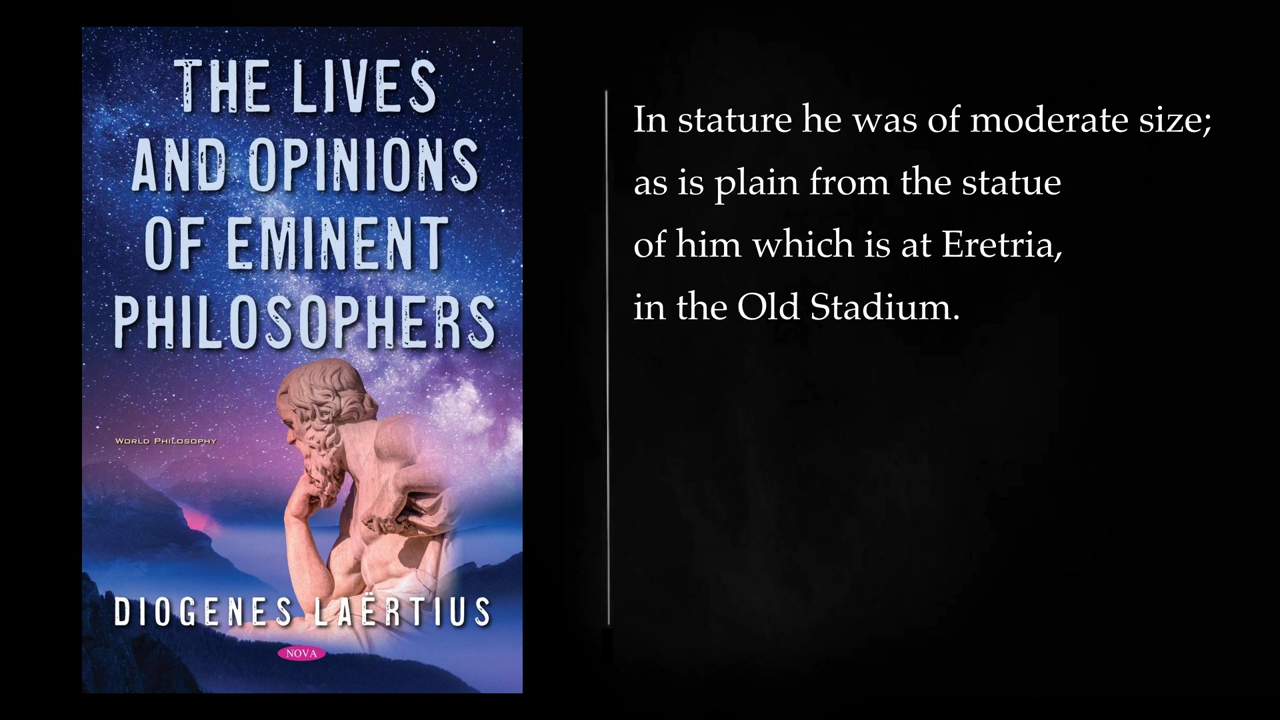 THE LIVES
AND OPINIONS
OF EMINENT
PHILOSOPHERS
WORLD PHILOSOPHY
DIOGENES LAËRTIUS
NOVA
In stature he was of moderate size;
as is plain from the statue
of him which is at Eretria,
in the Old Stadium.